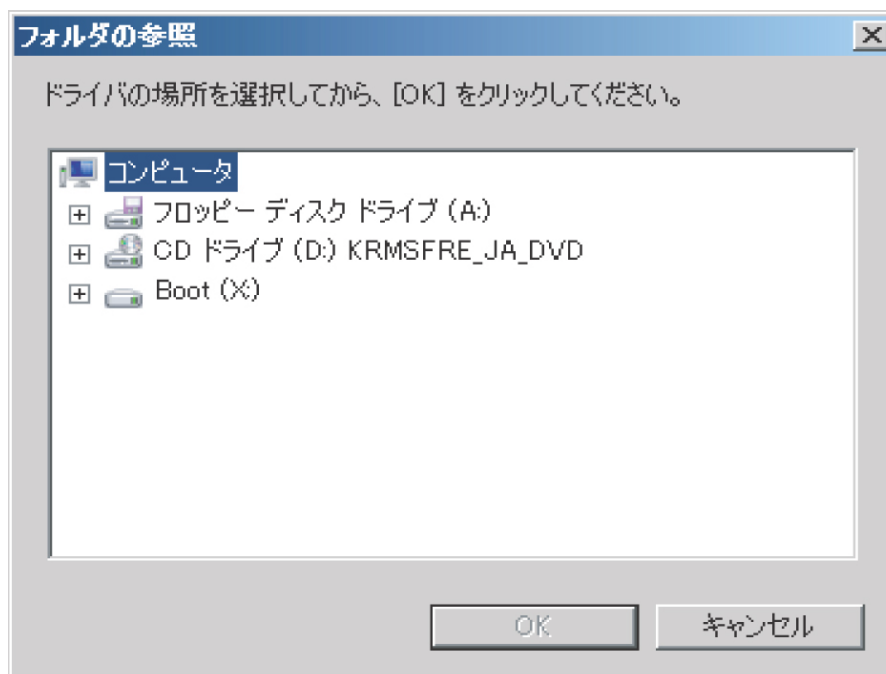 フォルダの参照
ドライバの場所を選択してから、[OK] をクリックしてください。
コンピュータ
フロッピー ディスク ドライブ (A:)
CD ドライブ (D:) KRMSFRE_JA_DVD
Boot (X:)
OK
キャンセル